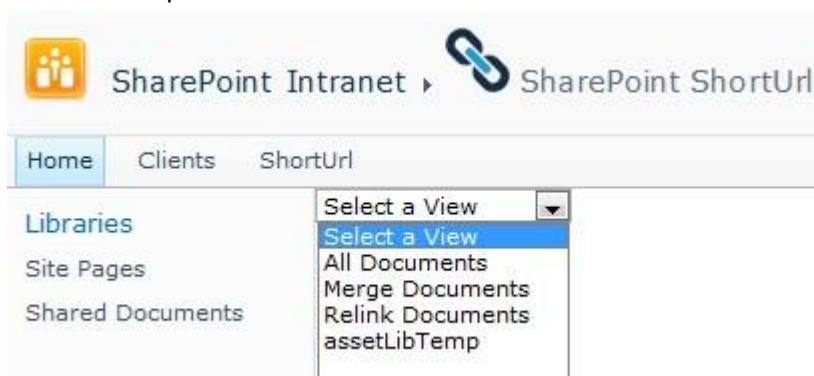 SharePoint Intranet ▸ SharePoint ShortUrl
Home Clients ShortUrl
Libraries
Site Pages
Shared Documents
Select a View
Select a View
All Documents
Merge Documents
Relink Documents
assetLibTemp